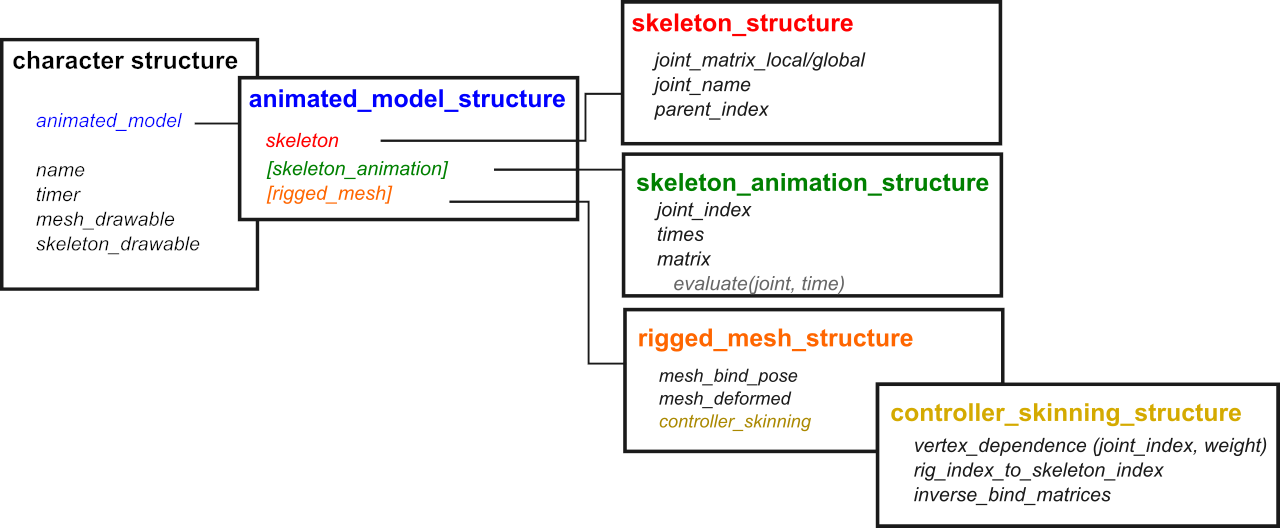 character structure
animated_model
name
timer
mesh_drawable
skeleton_drawable
animated_model_structure
skeleton
[skeleton_animation]
[rigged_mesh]
skeleton_structure
joint_matrix_local/global
joint_name
parent_index
skeleton_animation_structure
joint_index
times
matrix
evaluate(joint, time)
rigged_mesh_structure
mesh_bind_pose
mesh_deformed
controller_skinning
controller_skinning_structure
vertex_dependence (joint_index, weight)
rig_index_to_skeleton_index
inverse_bind_matrices